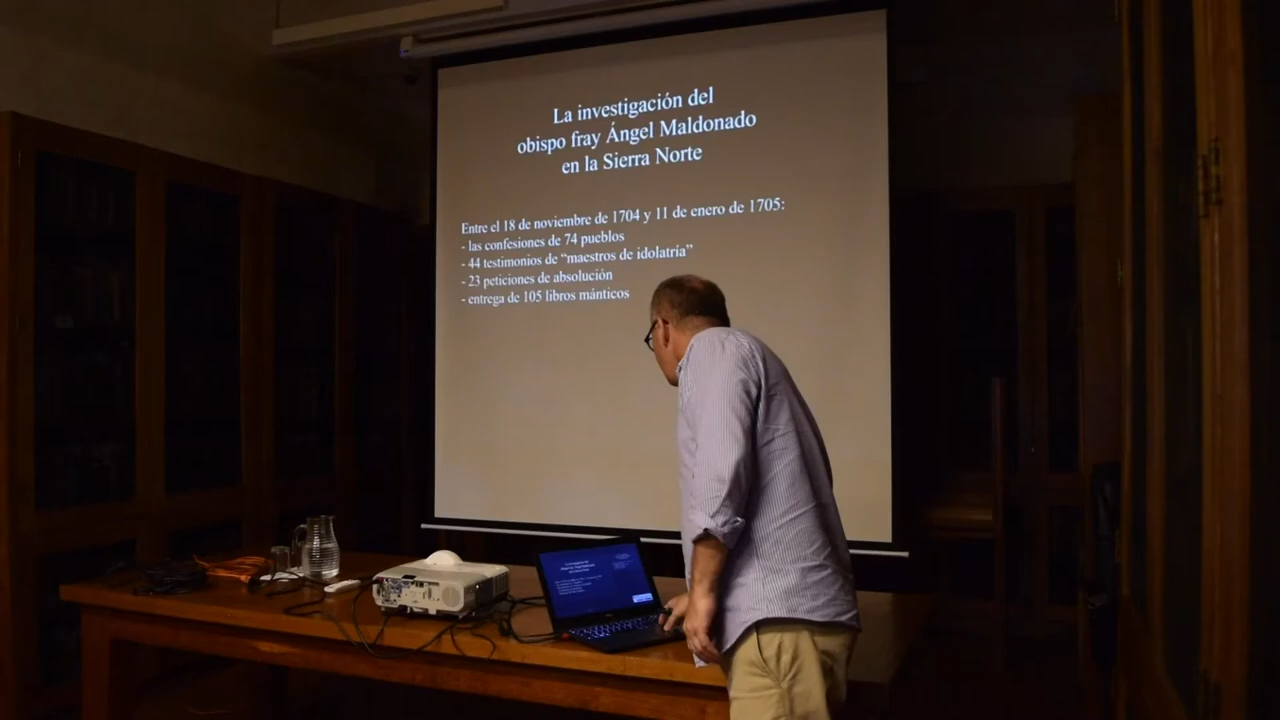 La investigación del
obispo fray Ángel Maldonado
en la Sierra Norte
Entre el 18 de noviembre de 1704 y 11 de enero de 1705:
- las confesiones de 74 pueblos
- 44 testimonios de “maestros de idolatría”
- 23 peticiones de absolución
- entrega de 105 libros mánticos